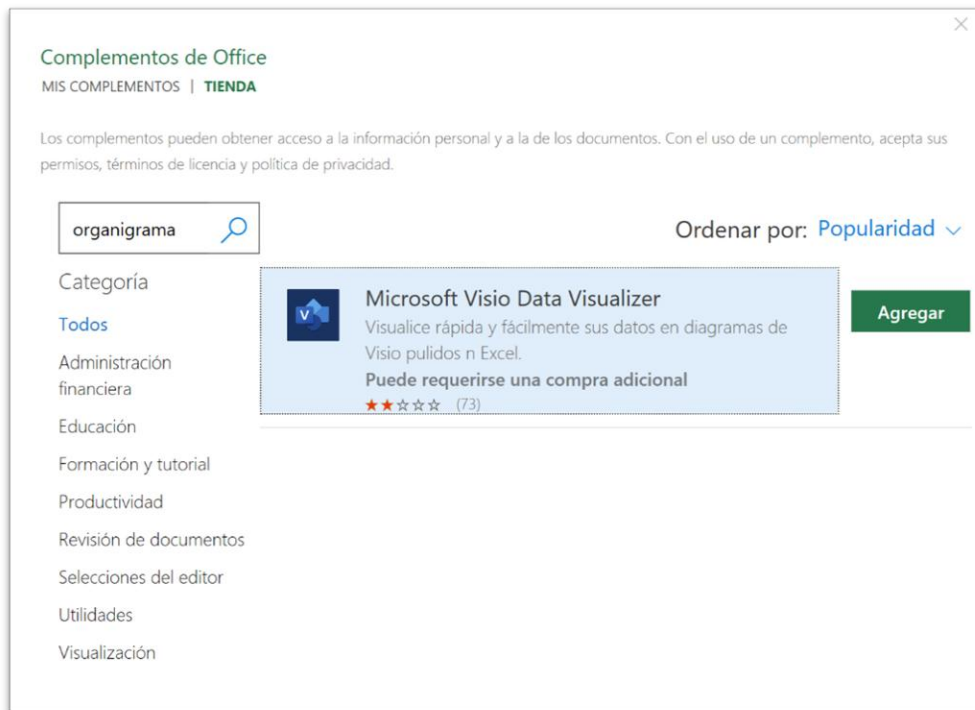 Complementos de Office
MIS COMPLEMENTOS | TIENDA
Los complementos pueden obtener acceso a la información personal y a la de los documentos. Con el uso de un complemento, acepta sus
permisos, términos de licencia y política de privacidad.
organigrama
Ordenar por: Popularidad
Categoría
Todos
Administración
financiera
Educación
Formación y tutorial
Productividad
Revisión de documentos
Selecciones del editor
Utilidades
Visualización
Microsoft Visio Data Visualizer
Visualice rápida y fácilmente sus datos en diagramas de
Visio pulidos n Excel.
Puede requerirse una compra adicional
(73)
Agregar
V